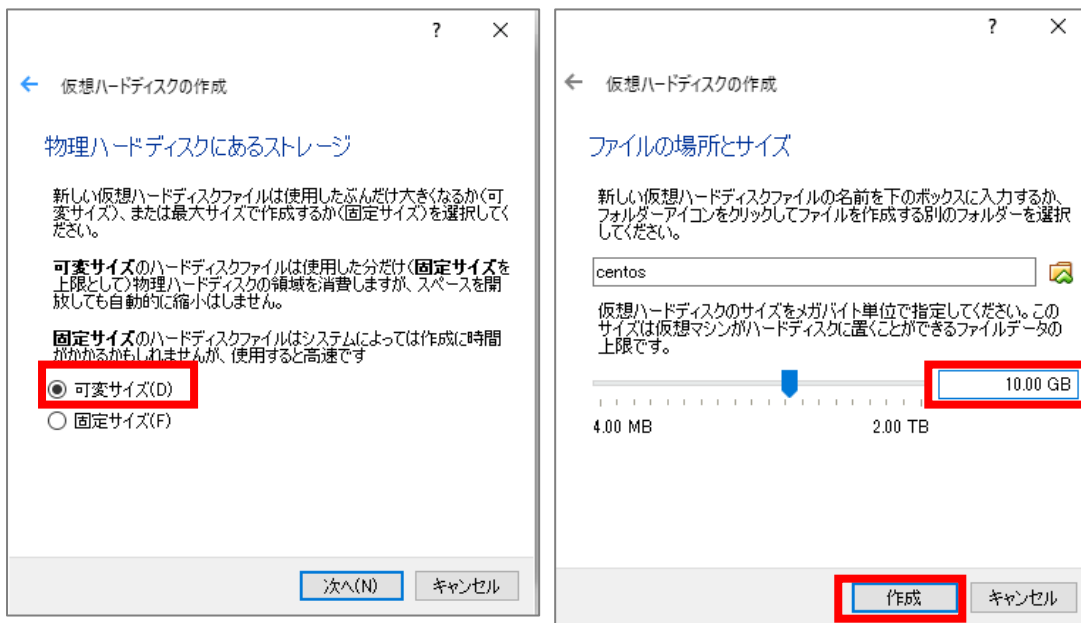 ?
仮想ハードディスクの作成
物理ハードディスクにあるストレージ
新しい仮想ハードディスクファイルは使用したぶんだけ大きくなるか(可
変サイズ)、または最大サイズで作成するか(固定サイズ)を選択してく
ださい。
可変サイズのハードディスクファイルは使用した分だけ(固定サイズを
上限として)物理ハードディスクの領域を消費しますが、スペースを開
放しても自動的に縮小はしません。
固定サイズのハードディスクファイルはシステムによっては作成に時間
がかかるかもしれませんが、使用すると高速です
可変サイズ(D)
固定サイズ(F)
次へ(N) キャンセル
?
仮想ハードディスクの作成
ファイルの場所とサイズ
新しい仮想ハードディスクファイルの名前を下のボックスに入力するか、
フォルダーアイコンをクリックしてファイルを作成する別のフォルダーを選択
してください。
centos
仮想ハードディスクのサイズをメガバイト単位で指定してください。この
サイズは仮想マシンがハードディスクに置くことができるファイルデータの
上限です。
10.00 GB
4.00 MB 2.00 TB
作成 キャンセル